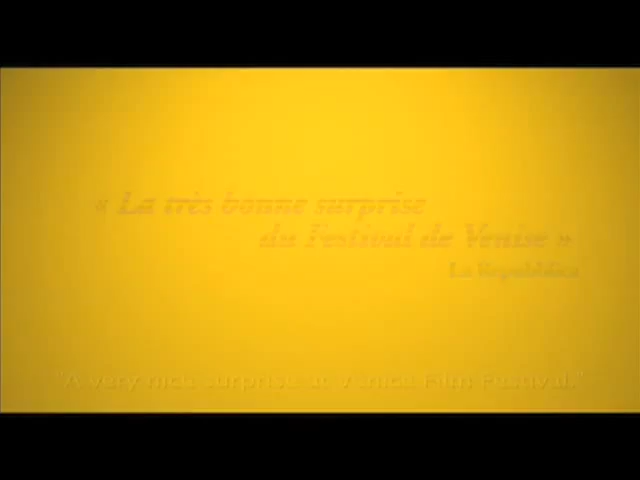 « La très bonne surprise
du Festival de Venise »
La Repubblica
"A very nice surprise at Venice Film Festival."